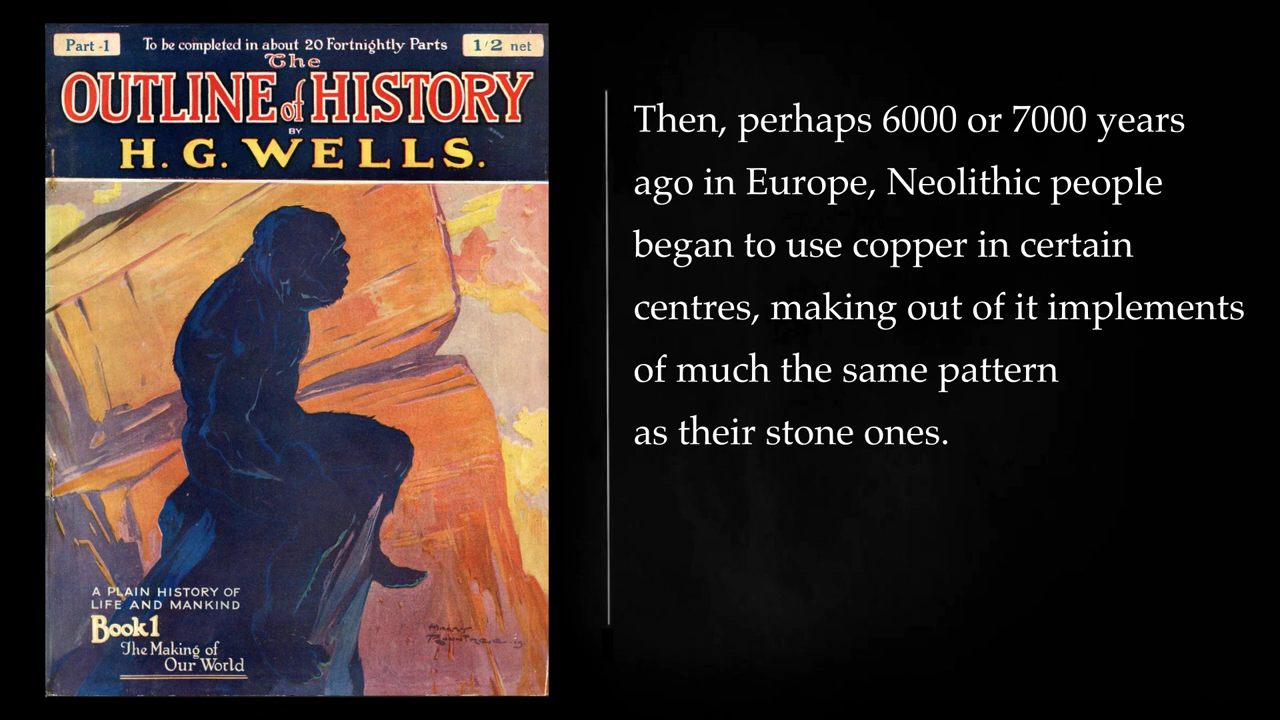 Part -1
To be completed in about 20 Fortnightly Parts
1/2 net
The
OUTLINE of HISTORY
BY
H. G. WELLS.
A PLAIN HISTORY OF
LIFE AND MANKIND
Book 1
The Making of
Our World
Then, perhaps 6000 or 7000 years
ago in Europe, Neolithic people
began to use copper in certain
centres, making out of it implements
of much the same pattern
as their stone ones.